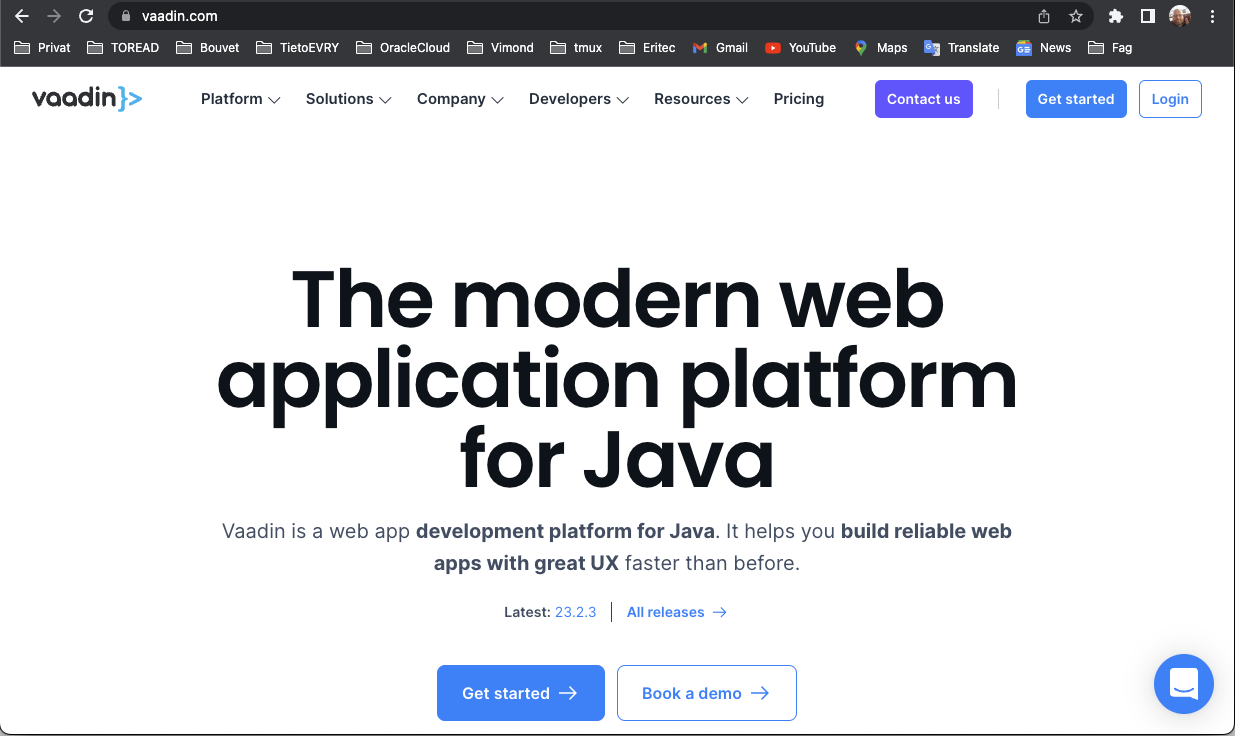 vaadin.com
Privat TOREAD Bouvet TietoEVRY OracleCloud Vimond tmux Eritec Gmail YouTube Maps Translate News Fag
vaadin}> Platform Solutions Company Developers Resources Pricing Contact us Get started Login
The modern web
application platform
for Java
Vaadin is a web app development platform for Java. It helps you build reliable web
apps with great UX faster than before.
Latest: 23.2.3 All releases →
Get started → Book a demo →